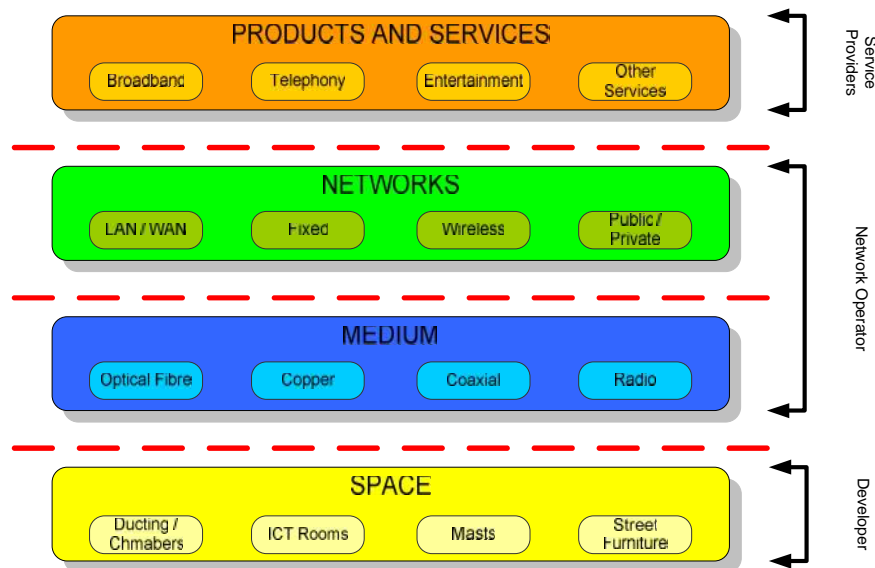 PRODUCTS AND SERVICES
Broadband
Telephony
Entertainment
Other
Services
Service
Providers
NETWORKS
LAN / WAN
Fixed
Wireless
Public /
Private
Network Operator
MEDIUM
Optical Fibre
Copper
Coaxial
Radio
SPACE
Ducting /
Chmabers
ICT Rooms
Masts
Street
Furniture
Developer